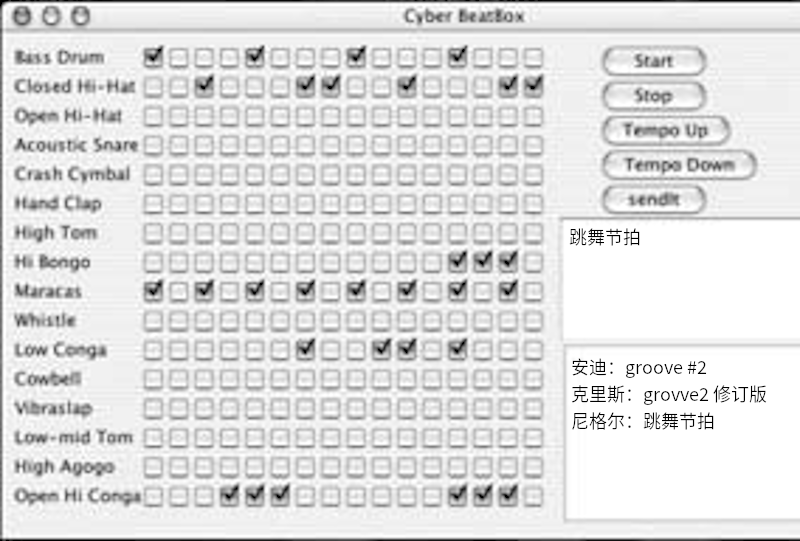 Cyber BeatBox
Bass Drum
Closed Hi-Hat
Open Hi-Hat
Acoustic Snare
Crash Cymbal
Hand Clap
High Tom
Hi Bongo
Maracas
Whistle
Low Conga
Cowbell
Vibraslap
Low-mid Tom
High Agogo
Open Hi Conga
Start
Stop
Tempo Up
Tempo Down
sendIt
跳舞节拍
安迪：groove #2
克里斯：grovve2 修订版
尼格尔：跳舞节拍